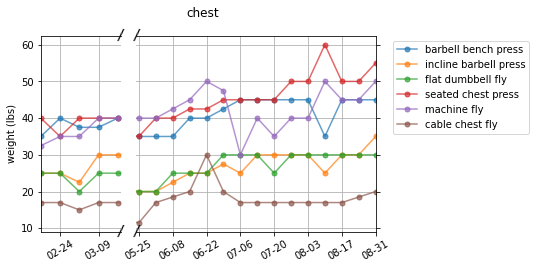 chest
weight (lbs)
60
50
40
30
20
10
02-24
03-09
05-25
06-08
06-22
07-06
07-20
08-03
08-17
08-31
barbell bench press
incline barbell press
flat dumbbell fly
seated chest press
machine fly
cable chest fly